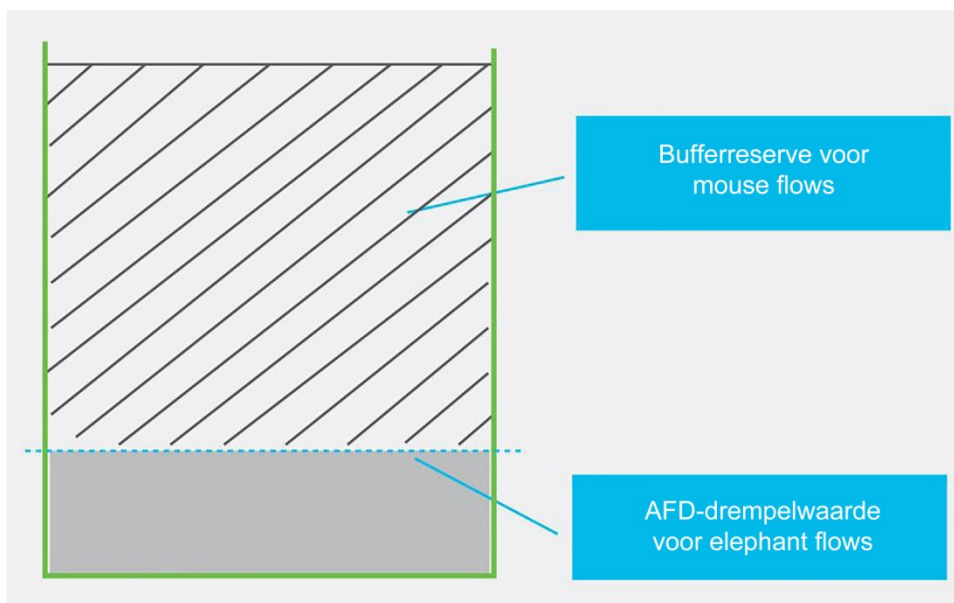 Bufferreserve voor
mouse flows
AFD-drempelwaarde
voor elephant flows